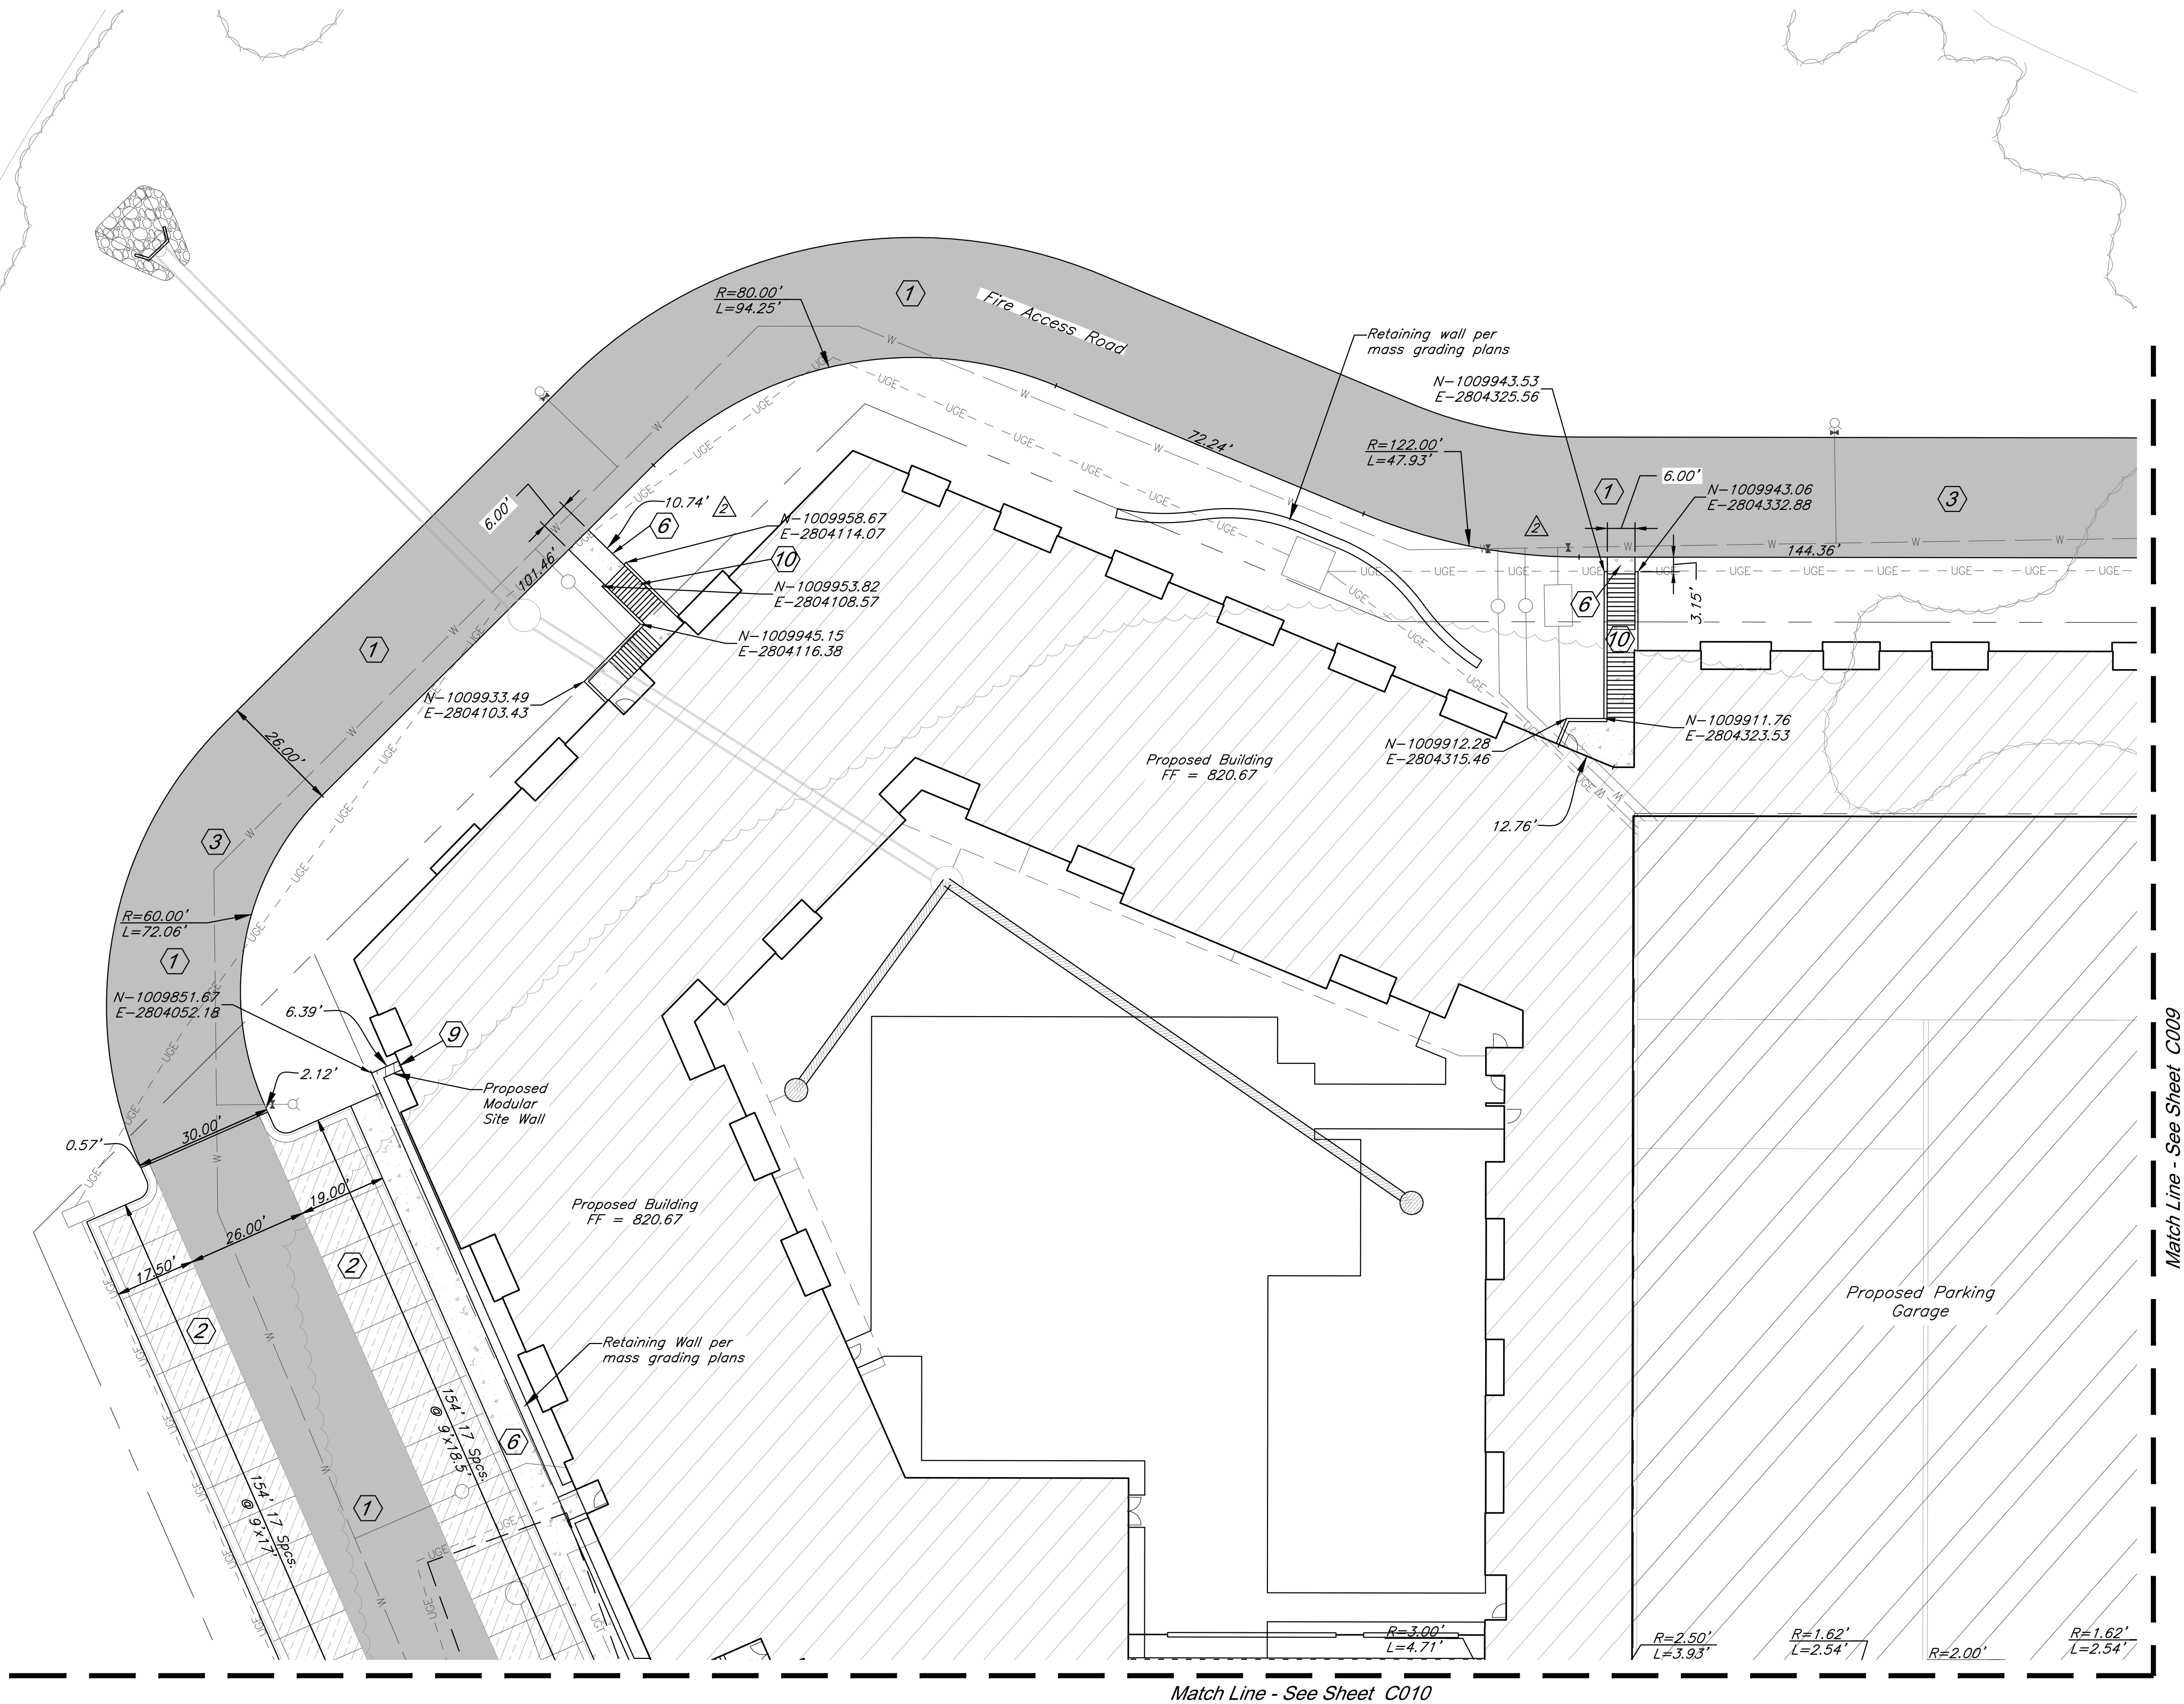 R=80.00'
L=94.25'
1
Fire Access Road
Retaining wall per
mass grading plans
N-1009943.53
E-2804325.56
72.24'
R=122.00'
L=47.93'
1
6.00'
N-1009943.06
E-2804332.88
3
2
144.36'
3.15'
6
10
6.00'
10.74'
2
6
N-1009958.67
E-2804114.07
10
N-1009953.82
E-2804108.57
N-1009945.15
E-2804116.38
101.46'
N-1009933.49
E-2804103.43
1
26.00'
3
N-1009911.76
E-2804323.53
N-1009912.28
E-2804315.46
12.76'
Proposed Building
FF = 820.67
R=60.00'
L=72.06'
1
N-1009851.67
E-2804052.18
6.39'
9
2.12'
Proposed
Modular
Site Wall
30.00'
0.57'
19.00'
26.00'
17.50'
2
2
Proposed Building
FF = 820.67
Retaining Wall per
mass grading plans
154' 17 Spcs.
@ 9'x18.5'
6
154' 17 Spcs.
@ 9'x17'
1
Proposed Parking
Garage
R=3.00'
L=4.71'
R=2.50'
L=3.93'
R=1.62'
L=2.54'
R=2.00'
R=1.62'
L=2.54'
UGE
W
UGT
Match Line - See Sheet C009
Match Line - See Sheet C010